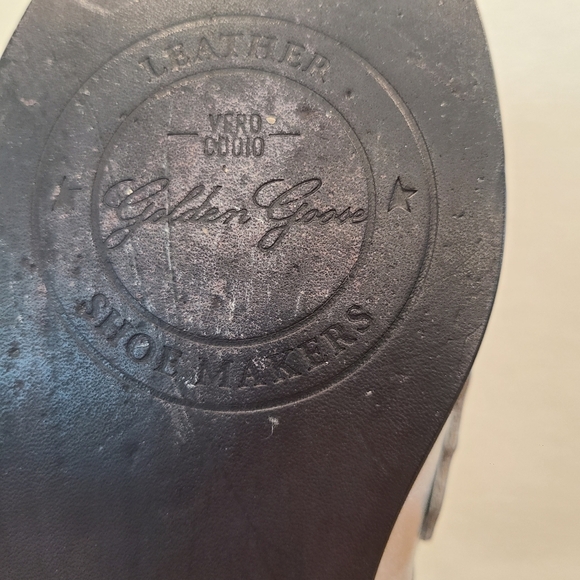 LEATHER
VERO
CUOIO
Golden Goose
SHOE MAKERS